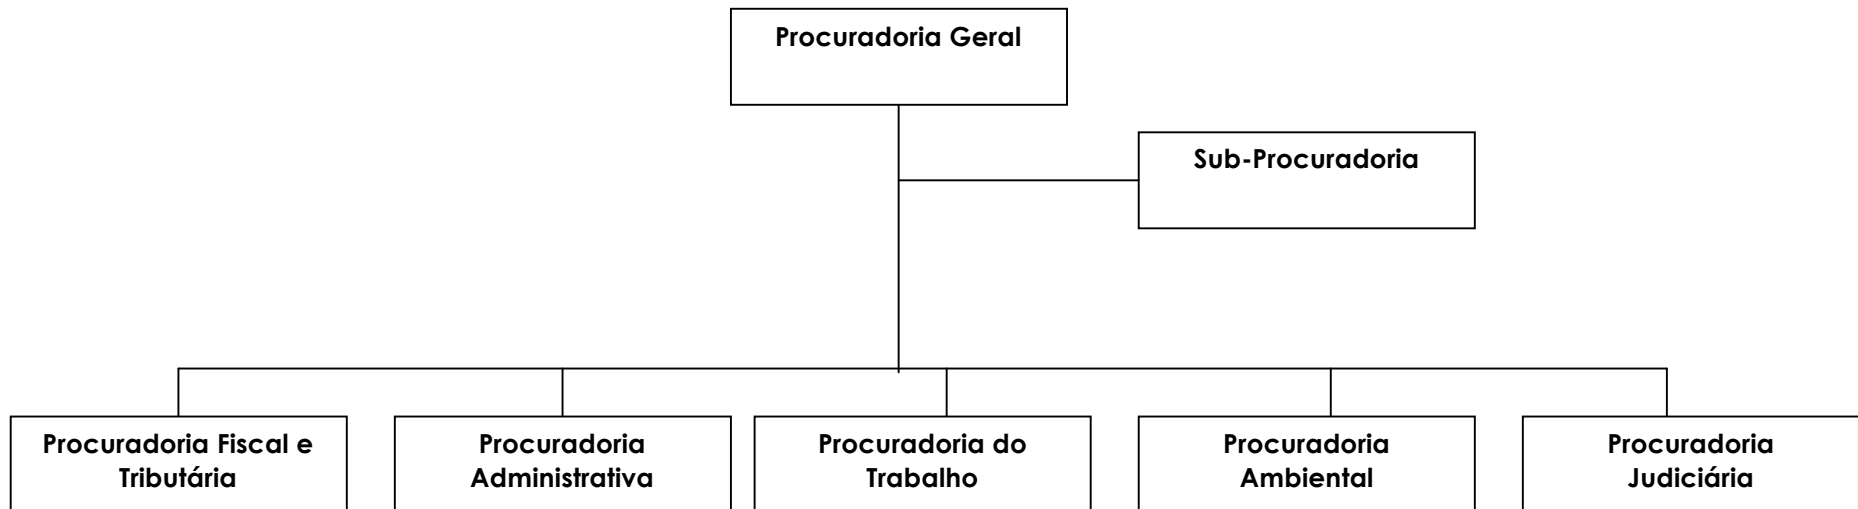 Procuradoria Geral
Sub-Procuradoria
Procuradoria Fiscal e
Tributária
Procuradoria
Administrativa
Procuradoria do
Trabalho
Procuradoria
Ambiental
Procuradoria
Judiciária